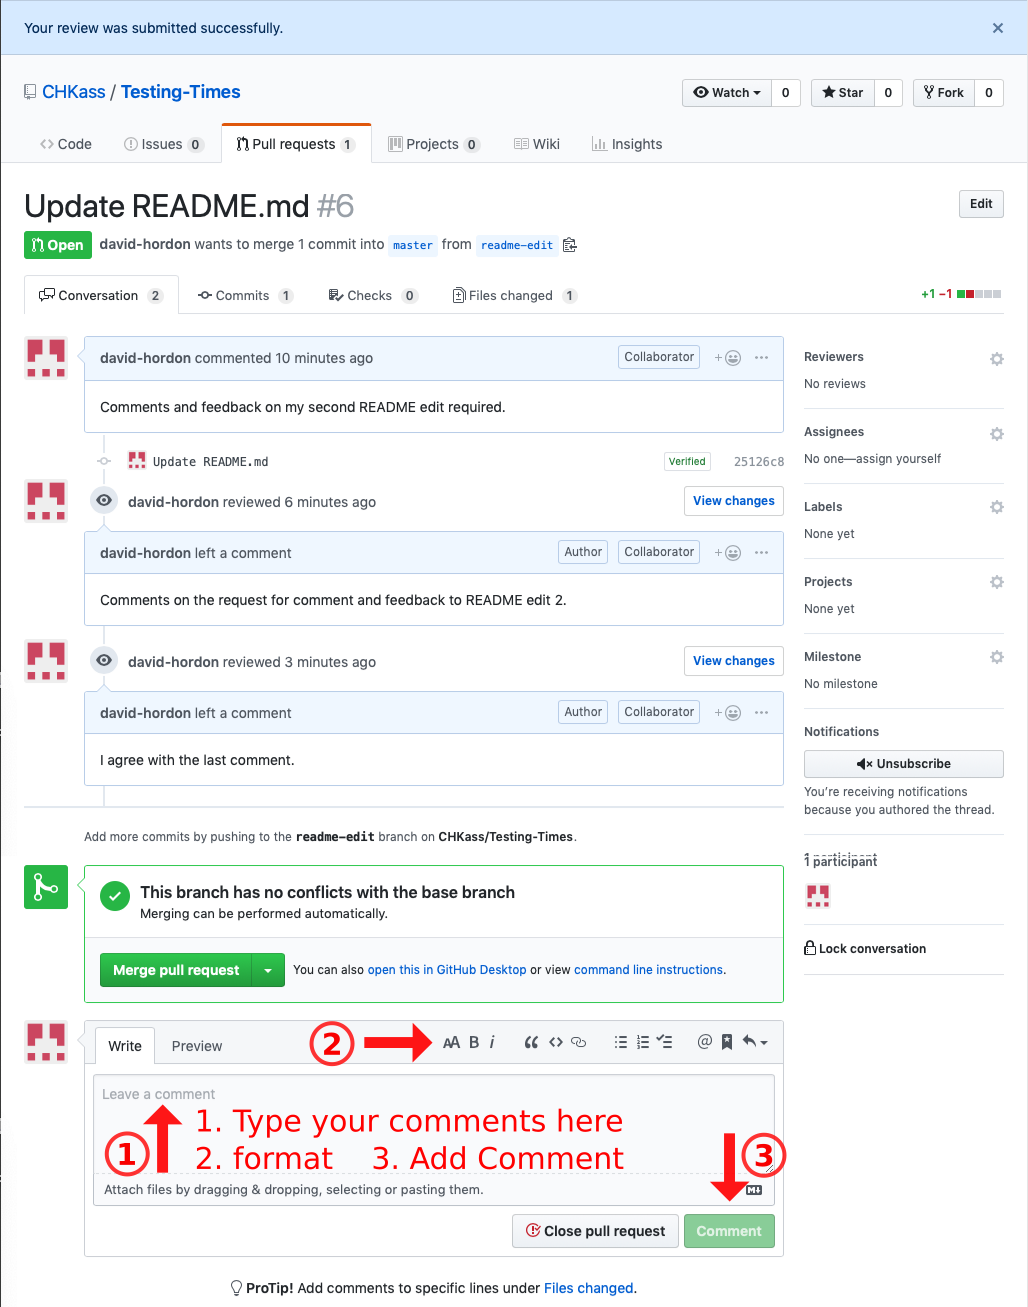 Your review was submitted successfully.
CHKass / Testing-Times
Watch 0 Star 0 Fork 0
Code Issues 0 Pull requests 1 Projects 0 Wiki Insights
Update README.md #6
Edit
Open david-hordon wants to merge 1 commit into master from readme-edit
Conversation 2 Commits 1 Checks 0 Files changed 1 +1 −1
david-hordon commented 10 minutes ago Collaborator
Comments and feedback on my second README edit required.
Update README.md Verified 25126c8
david-hordon reviewed 6 minutes ago View changes
david-hordon left a comment Author Collaborator
Comments on the request for comment and feedback to README edit 2.
david-hordon reviewed 3 minutes ago View changes
david-hordon left a comment Author Collaborator
I agree with the last comment.
Add more commits by pushing to the readme-edit branch on CHKass/Testing-Times.
This branch has no conflicts with the base branch
Merging can be performed automatically.
Merge pull request You can also open this in GitHub Desktop or view command line instructions.
Write Preview 2 AA B i
Leave a comment
1. Type your comments here
1 2. format 3. Add Comment 3
Attach files by dragging & dropping, selecting or pasting them.
Close pull request Comment
ProTip! Add comments to specific lines under Files changed.
Reviewers
No reviews
Assignees
No one—assign yourself
Labels
None yet
Projects
None yet
Milestone
No milestone
Notifications
Unsubscribe
You’re receiving notifications
because you authored the thread.
1 participant
Lock conversation